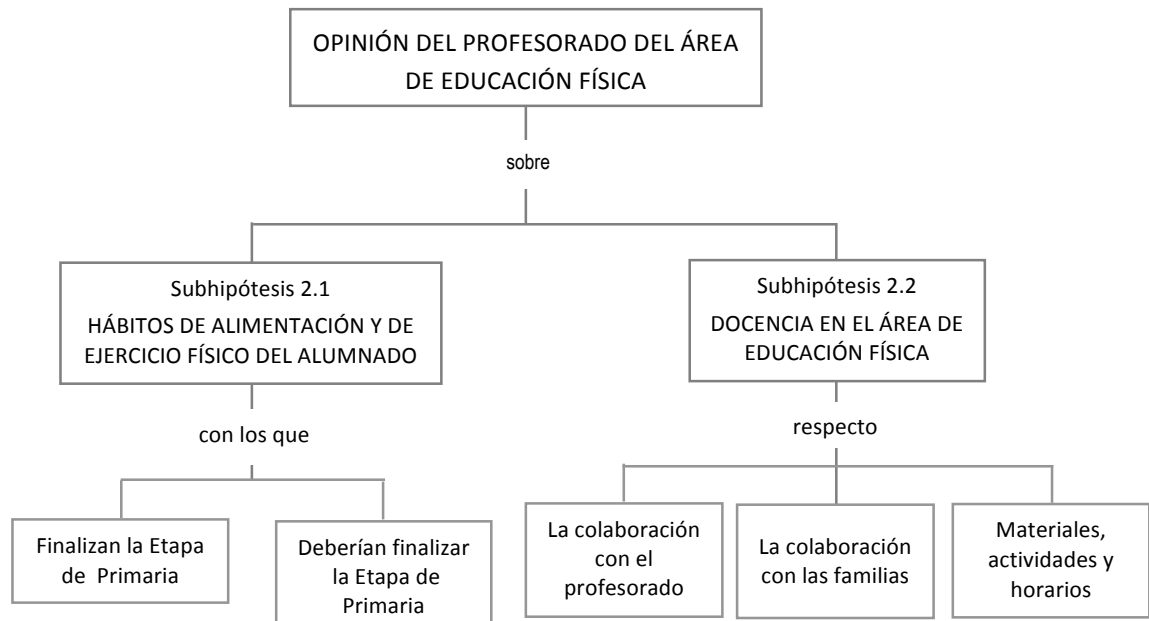 OPINIÓN DEL PROFESORADO DEL ÁREA
DE EDUCACIÓN FÍSICA
sobre
Subhipótesis 2.1
HÁBITOS DE ALIMENTACIÓN Y DE
EJERCICIO FÍSICO DEL ALUMNADO
Subhipótesis 2.2
DOCENCIA EN EL ÁREA DE
EDUCACIÓN FÍSICA
con los que
respecto
Finalizan la Etapa
de Primaria
Deberían finalizar
la Etapa de
Primaria
La colaboración
con el
profesorado
La colaboración
con las familias
Materiales,
actividades y
horarios